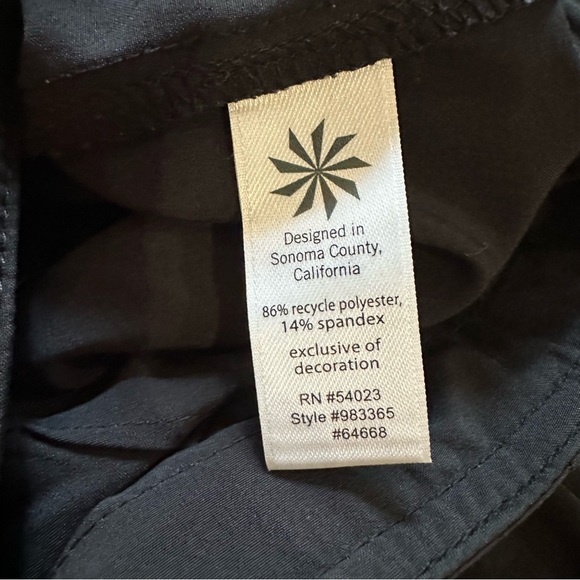 Designed in
Sonoma County,
California
86% recycle polyester,
14% spandex
exclusive of
decoration
RN #54023
Style #983365
#64668